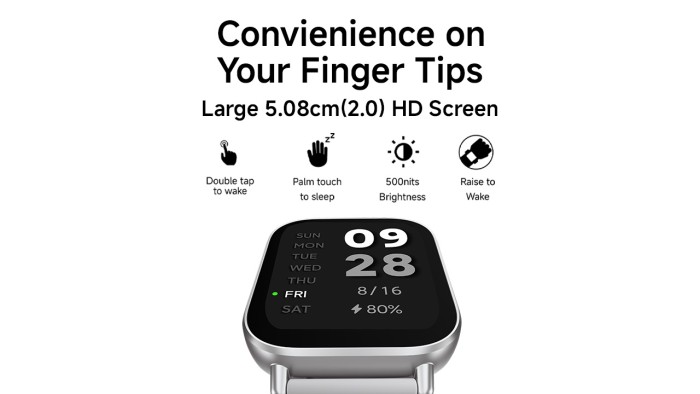 Convienience on
Your Finger Tips
Large 5.08cm(2.0) HD Screen
zz
Double tap
to wake
Palm touch
to sleep
500nits
Brightness
Raise to
Wake
SUN
MON
TUE
WED
THU
FRI
SAT
09
28
8/16
80%